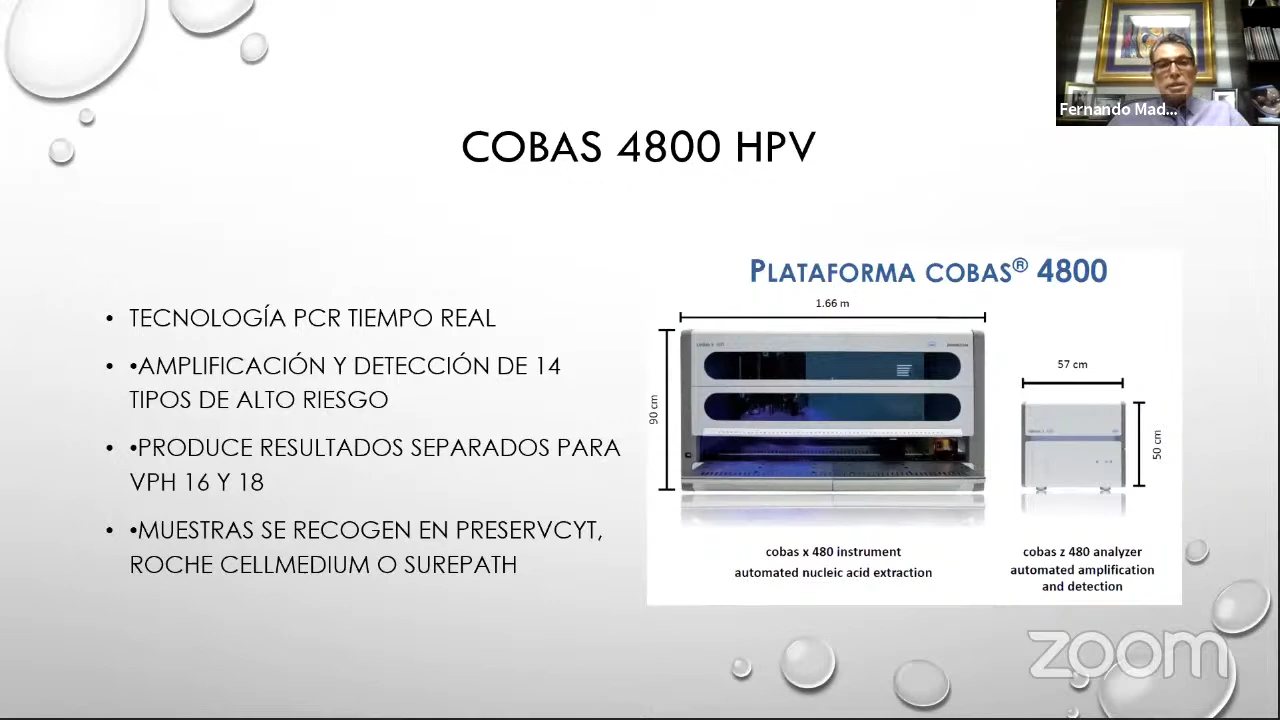 Fernando Mad...
COBAS 4800 HPV
• TECNOLOGÍA PCR TIEMPO REAL
• •AMPLIFICACIÓN Y DETECCIÓN DE 14
TIPOS DE ALTO RIESGO
• •PRODUCE RESULTADOS SEPARADOS PARA
VPH 16 Y 18
• •MUESTRAS SE RECOGEN EN PRESERVCYT,
ROCHE CELLMEDIUM O SUREPATH
PLATAFORMA COBAS® 4800
1.66 m
90 cm
57 cm
50 cm
cobas x 480 instrument
automated nucleic acid extraction
cobas z 480 analyzer
automated amplification
and detection
zoom